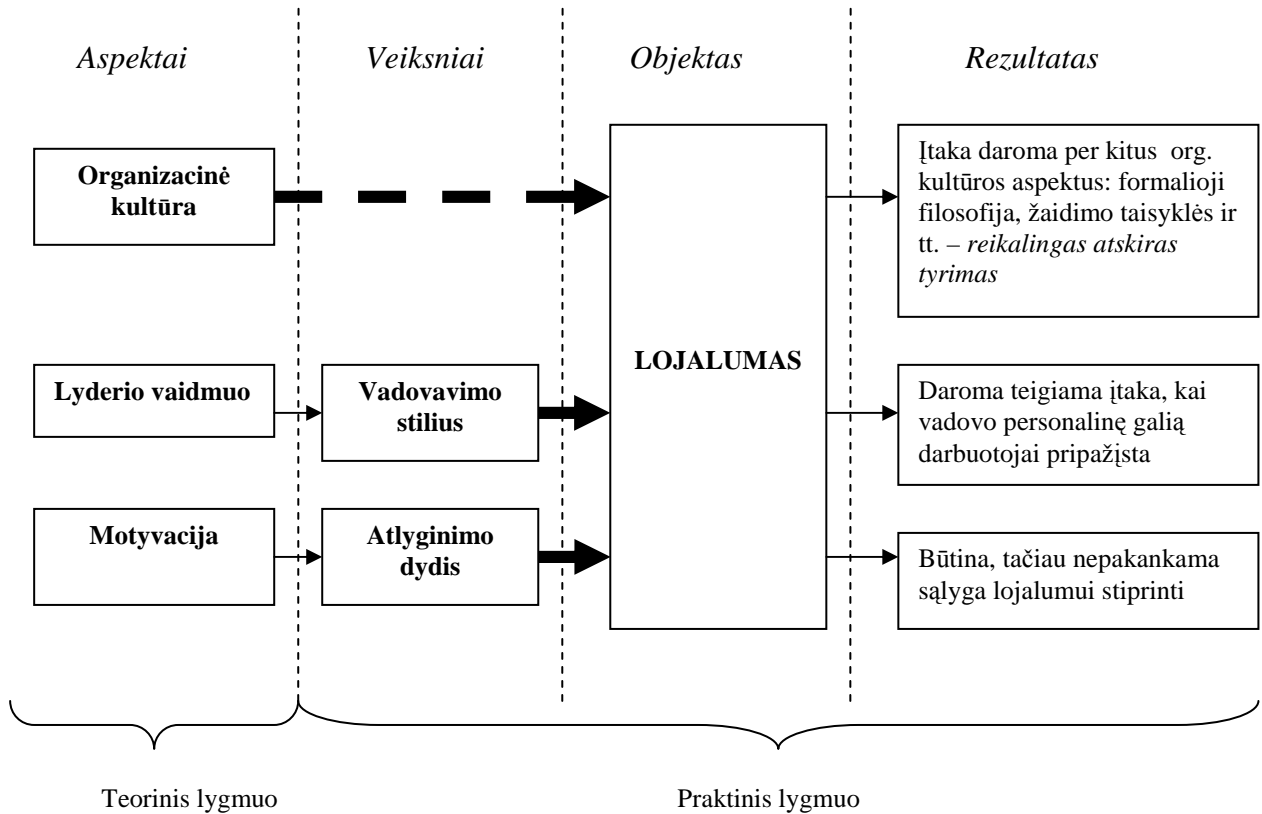 Aspektai
Veiksniai
Objektas
Rezultatas
Organizacinė
kultūra
LOJALUMAS
Įtaka daroma per kitus org.
kultūros aspektus: formalioji
filosofija, žaidimo taisyklės ir
tt. – reikalingas atskiras
tyrimas
Lyderio vaidmuo
Vadovavimo
stilius
Daroma teigiama įtaka, kai
vadovo personalinę galią
darbuotojai pripažįsta
Motyvacija
Atlyginimo
dydis
Būtina, tačiau nepakankama
sąlyga lojalumui stiprinti
Teorinis lygmuo
Praktinis lygmuo